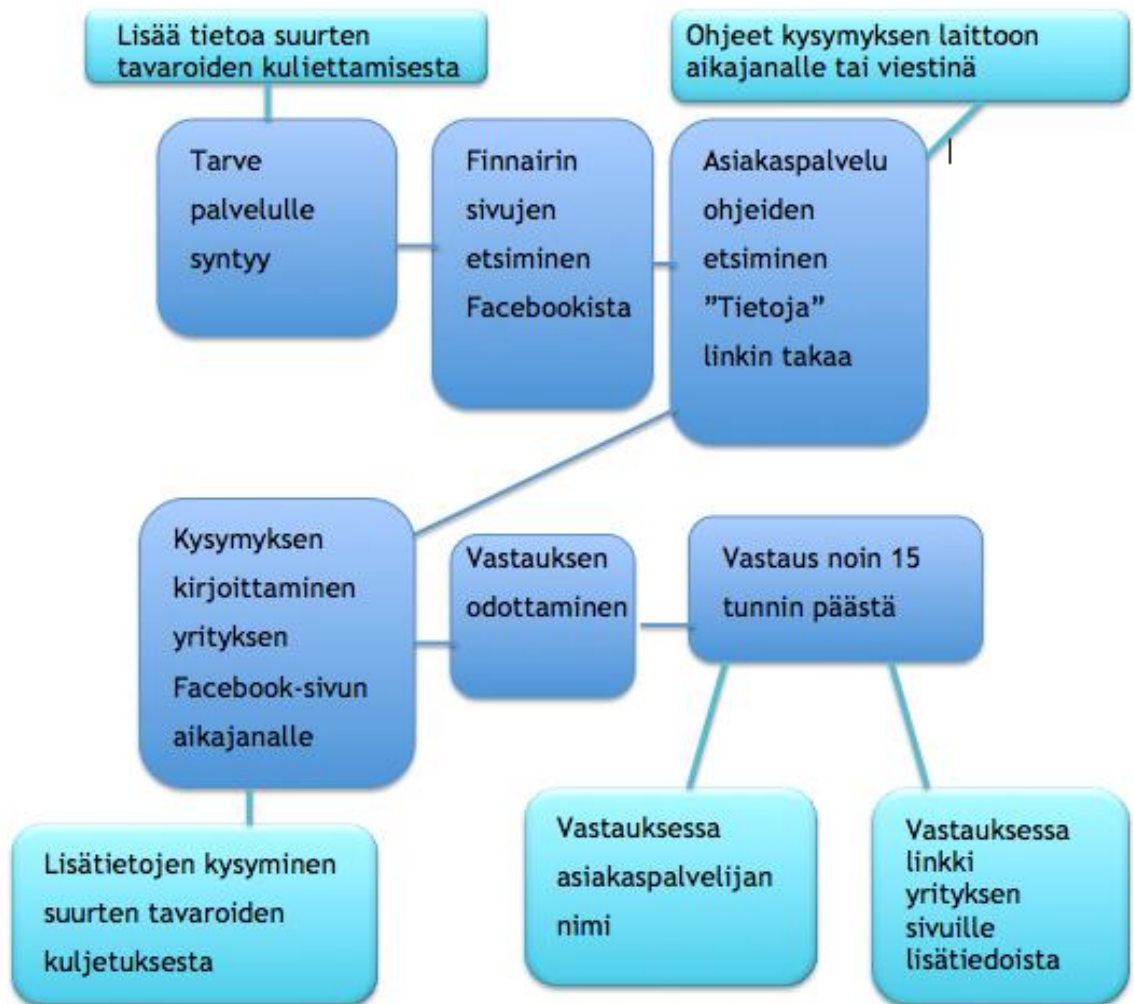 Lisää tietoa suurten
tavaroiden kuliettamisesta
Ohjeet kysymyksen laittoon
aikajanalle tai viestinä
Tarve
palvelulle
syntyy
Finnairin
sivujen
etsiminen
Facebookista
Asiakaspalvelu
ohjeiden
etsiminen
”Tietoja”
linkin takaa
Kysymyksen
kirjoittaminen
yrityksen
Facebook-sivun
aikajanalle
Vastauksen
odottaminen
Vastaus noin 15
tunnin päästä
Lisätietojen kysyminen
suurten tavaroiden
kuljetuksesta
Vastauksessa
asiakaspalvelijan
nimi
Vastauksessa
linkki
yrityksen
sivuille
lisätiedoista